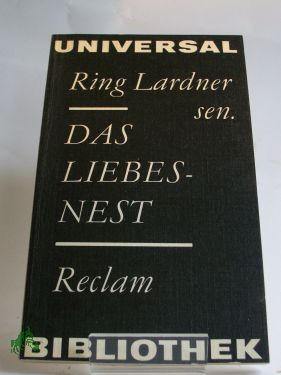 UNIVERSAL
Ring Lardner
sen.
DAS
LIEBES-
NEST
Reclam
BIBLIOTHEK